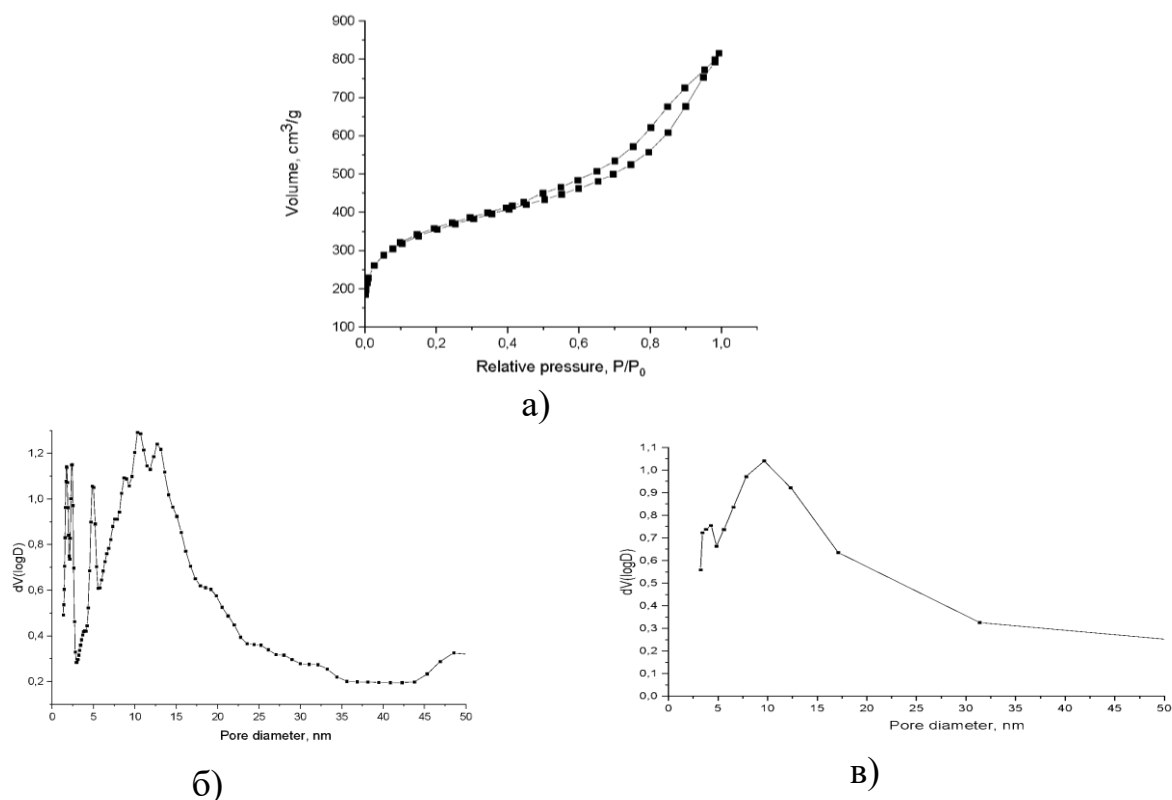 900
800
700
600
500
400
300
200
100
Volume, cm³/g
0,0 0,2 0,4 0,6 0,8 1,0
Relative pressure, P/P₀
а)
1,2
1,0
0,8
0,6
0,4
0,2
dV(logD)
0 5 10 15 20 25 30 35 40 45 50
Pore diameter, nm
б)
1,1
1,0
0,9
0,8
0,7
0,6
0,5
0,4
0,3
0,2
0,1
0,0
dV(logD)
0 5 10 15 20 25 30 35 40 45 50
Pore diameter, nm
в)